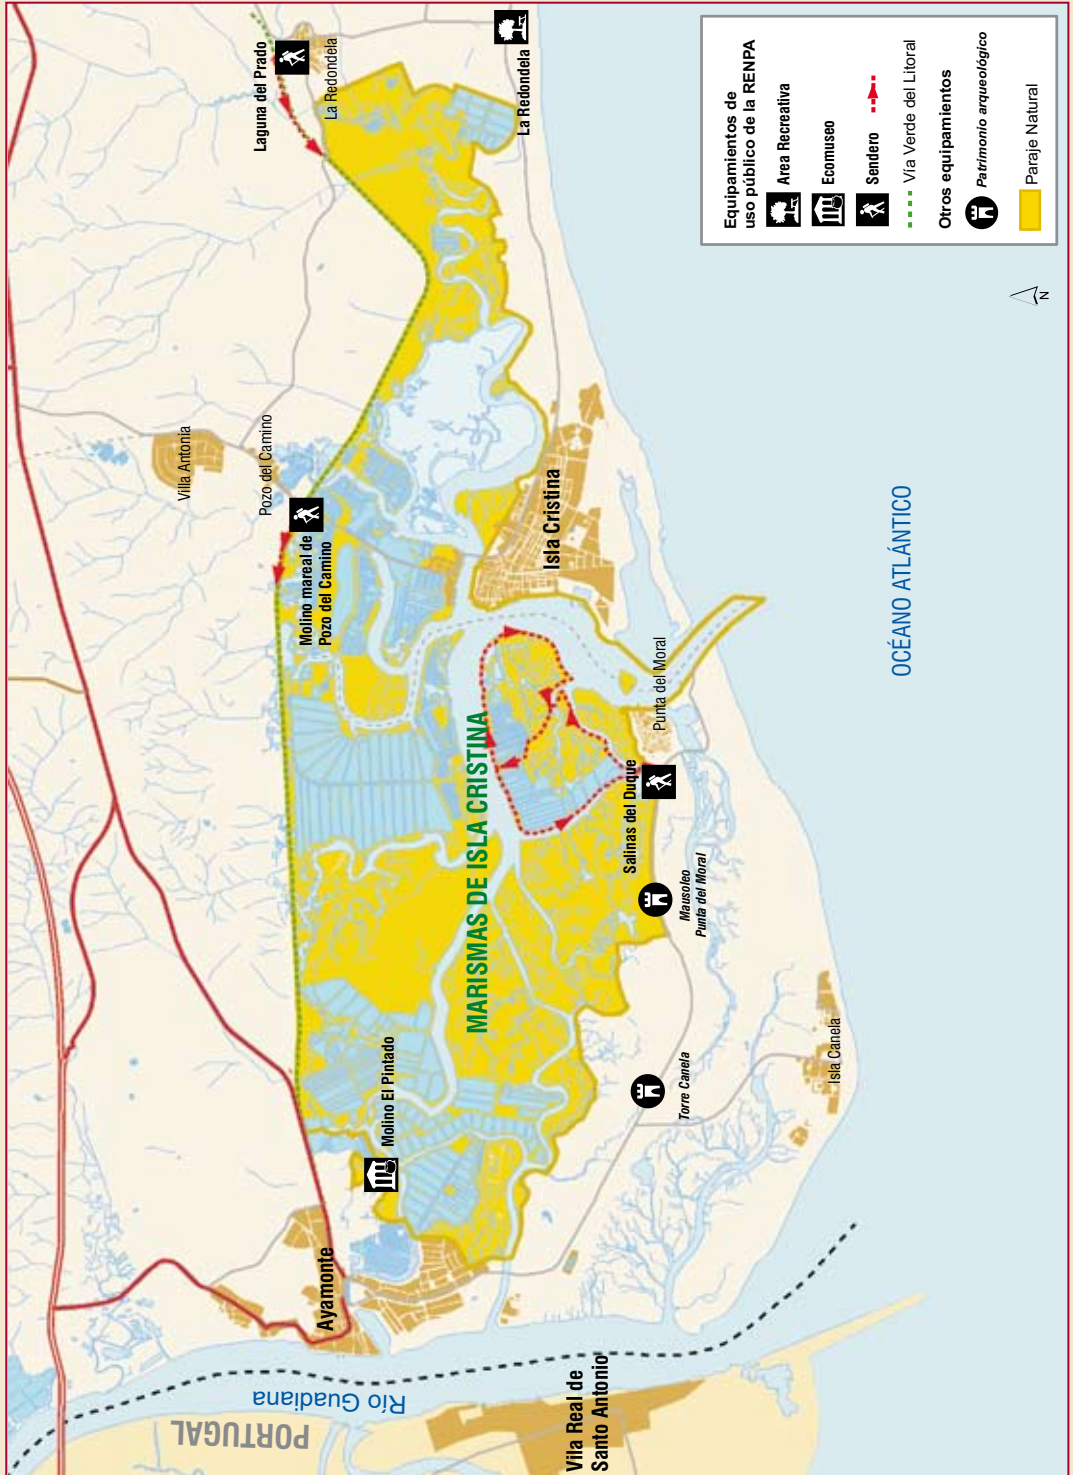 Laguna del Prado
La Redondela
La Redondela
Villa Antonia
Pozo del Camino
Molino mareal de
Pozo del Camino
Isla Cristina
Punta del Moral
MARISMAS DE ISLA CRISTINA
Salinas del Duque
Mausoleo
Punta del Moral
Molino El Pintado
Torre Canela
Isla Canela
Ayamonte
Río Guadiana
PORTUGAL
Vila Real de
Santo Antonio
OCÉANO ATLÁNTICO
N
Equipamientos de
uso público de la RENPA
Area Recreativa
Ecomuseo
Sendero
Vía Verde del Litoral
Otros equipamientos
Patrimonio arqueológico
Paraje Natural